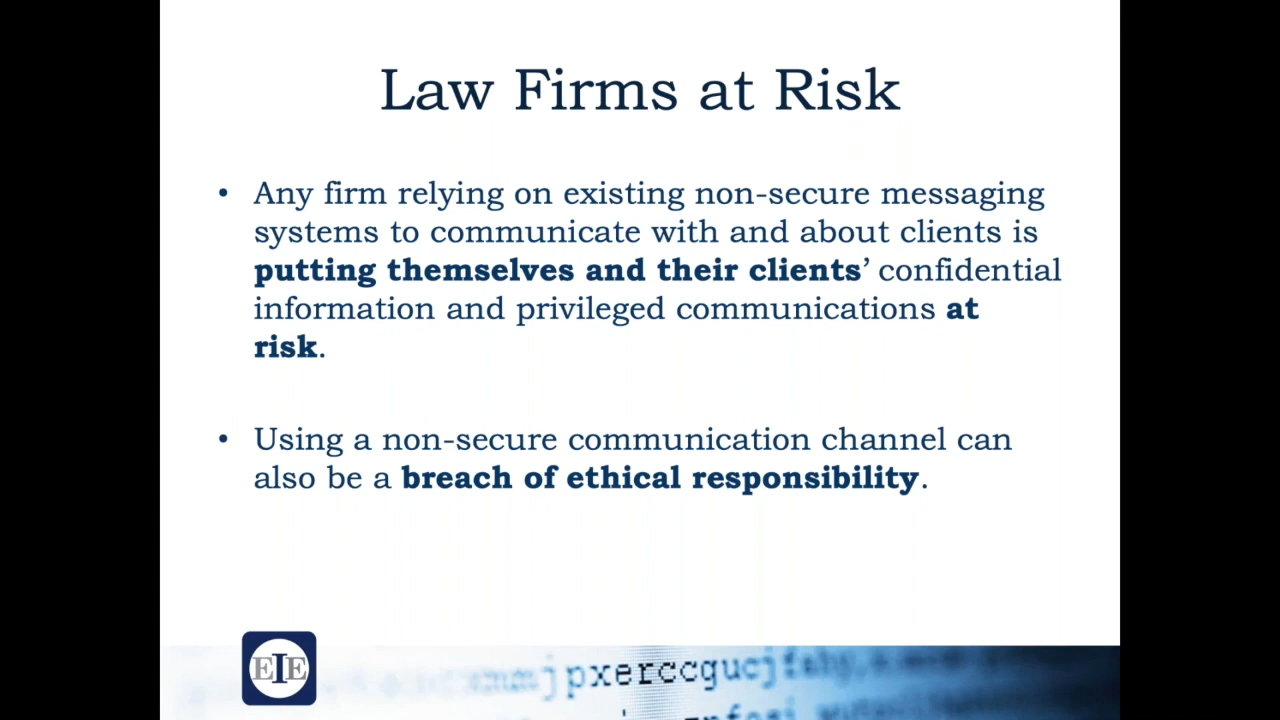 Law Firms at Risk
• Any firm relying on existing non-secure messaging
systems to communicate with and about clients is
putting themselves and their clients’ confidential
information and privileged communications at
risk.
• Using a non-secure communication channel can
also be a breach of ethical responsibility.
EIE
jpxerccgucjfahy